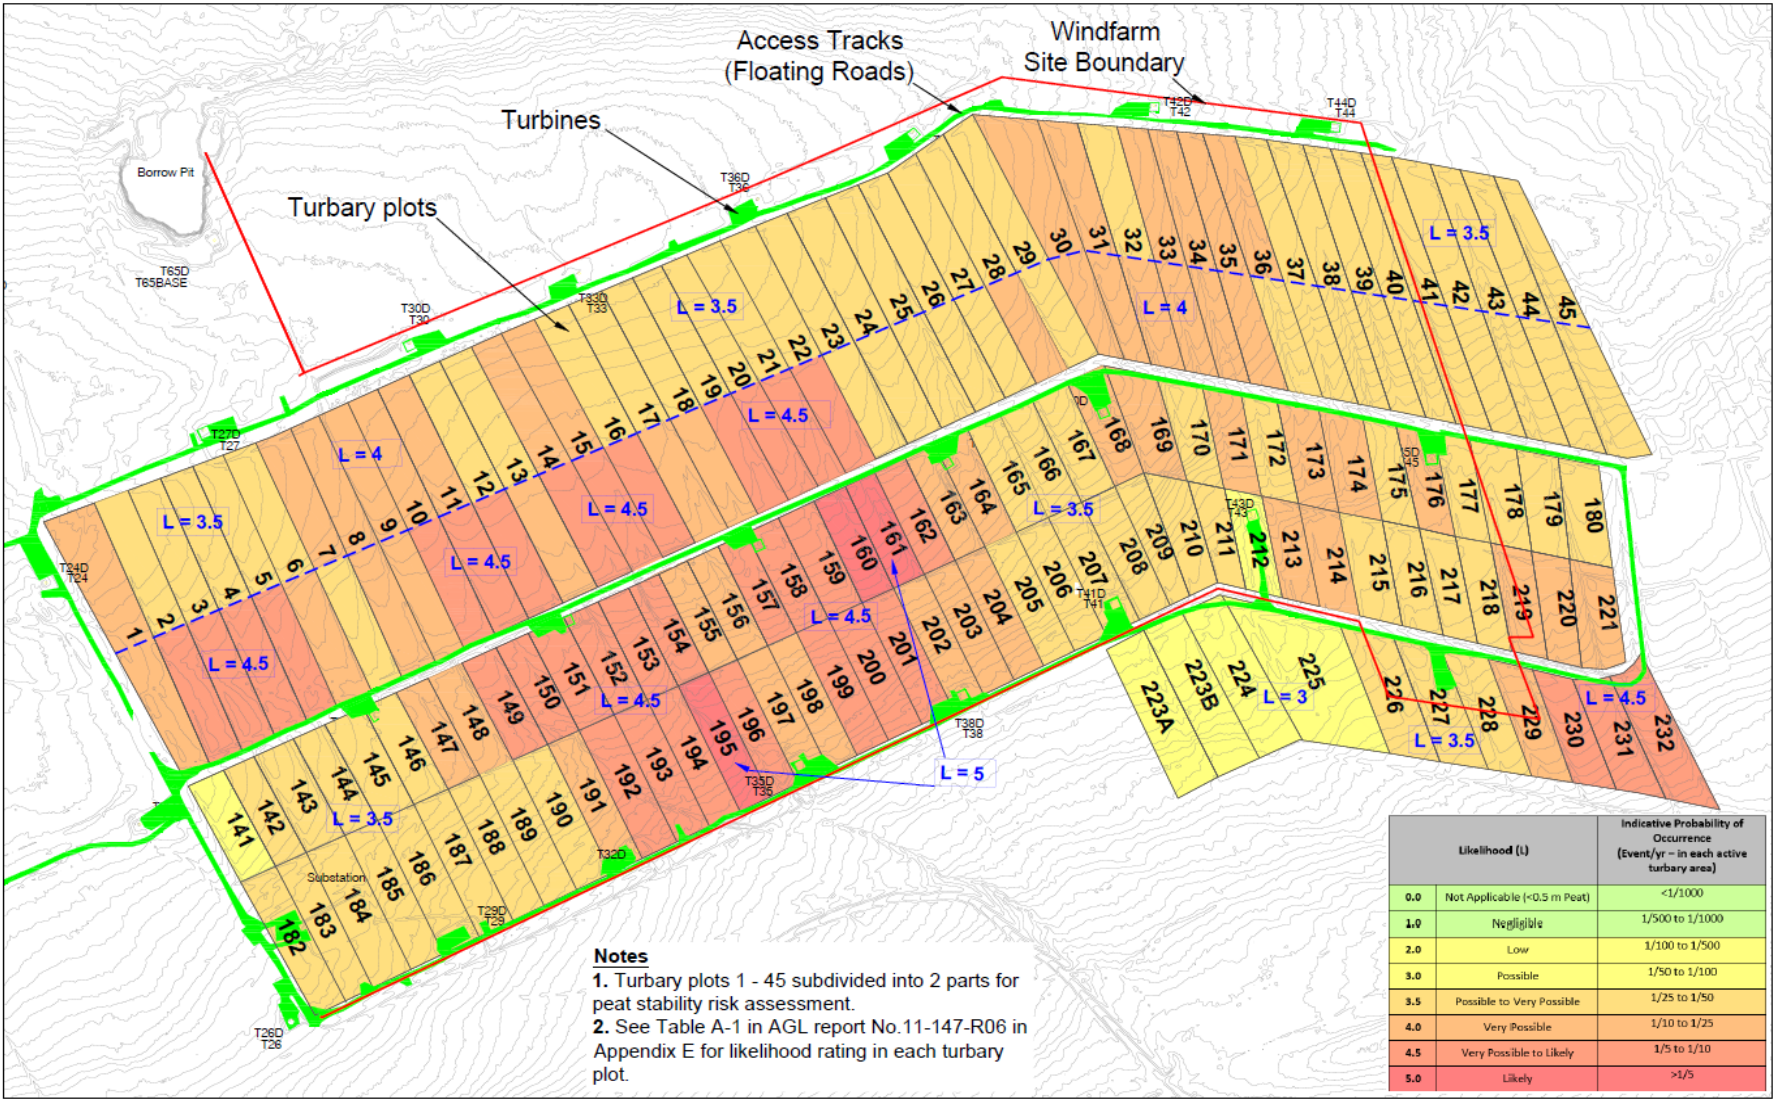 Windfarm
Site Boundary
Access Tracks
(Floating Roads)
Turbines
Turbary plots
Borrow Pit
T42D
T42
T44D
T44
T36D
T36
T65D
T65BASE
T33D
T33
T30D
T30
T27D
T27
T24D
T24
L = 3.5
L = 3.5
L = 4
L = 4
L = 3.5
L = 4.5
L = 4.5
L = 4.5
L = 4.5
1 2 3 4 5 6 7 8 9 10 11 12 13 14 15 16 17 18 19 20 21 22 23 24 25 26 27 28 29 30 31 32 33 34 35 36 37 38 39 40 41 42 43 44 45
141 142 143 144 145 146 147 148 149 150 151 152 153 154 155 156 157 158 159 160 161 162 163 164 165 166 167 168 169 170 171 172 173 174 175 176 177 178 179 180
0D
5D
45
T43D
T43
L = 3.5
L = 4.5
L = 4.5
L = 3.5
182 183 184 185 186 187 188 189 190 191 192 193 194 195 196 197 198 199 200 201 202 203 204 205 206 207 208 209 210 211 212 213 214 215 216 217 218 219 220 221
T41D
T41
T38D
T38
T35D
T35
T32D
T29D
T29
T26D
T26
Substation
L = 5
223A 223B 224 225 226 227 228 229 230 231 232
L = 3
L = 3.5
L = 4.5
Notes
1. Turbary plots 1 - 45 subdivided into 2 parts for
peat stability risk assessment.
2. See Table A-1 in AGL report No.11-147-R06 in
Appendix E for likelihood rating in each turbary
plot.
Likelihood (L)
Indicative Probability of
Occurrence
(Event/yr – in each active
turbary area)
0.0 Not Applicable (<0.5 m Peat) <1/1000
1.0 Negligible 1/500 to 1/1000
2.0 Low 1/100 to 1/500
3.0 Possible 1/50 to 1/100
3.5 Possible to Very Possible 1/25 to 1/50
4.0 Very Possible 1/10 to 1/25
4.5 Very Possible to Likely 1/5 to 1/10
5.0 Likely >1/5